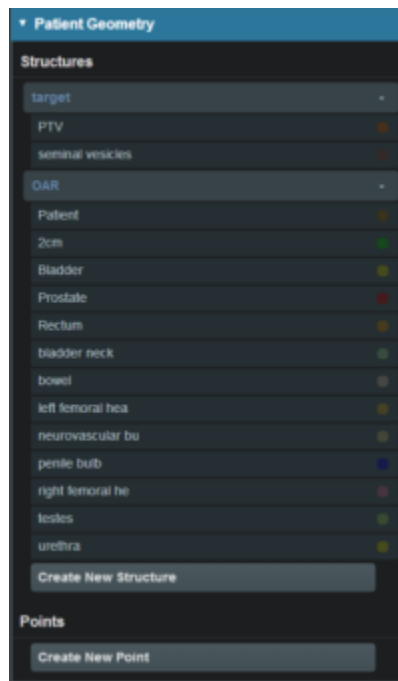 Patient Geometry
Structures
target
PTV
seminal vesicles
OAR
Patient
2cm
Bladder
Prostate
Rectum
bladder neck
bowel
left femoral hea
neurovascular bu
penile bulb
right femoral he
testes
urethra
Create New Structure
Points
Create New Point